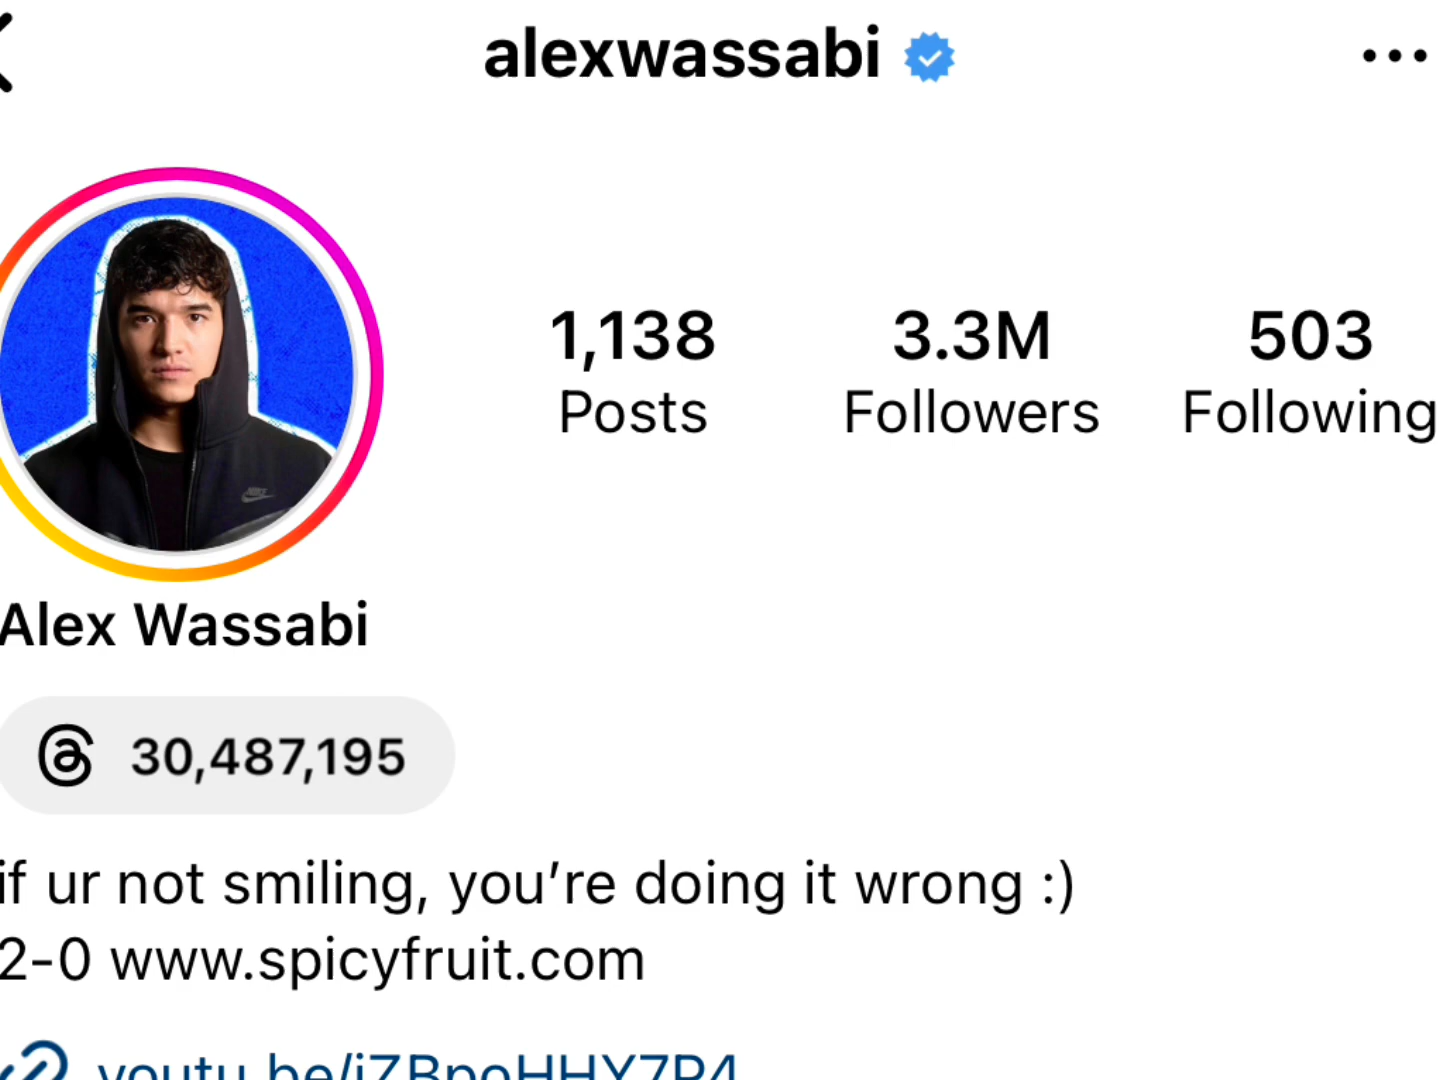 alexwassabi
1,138 3.3M 503
Posts Followers Following
Alex Wassabi
30,487,195
if ur not smiling, you’re doing it wrong :)
2-0 www.spicyfruit.com